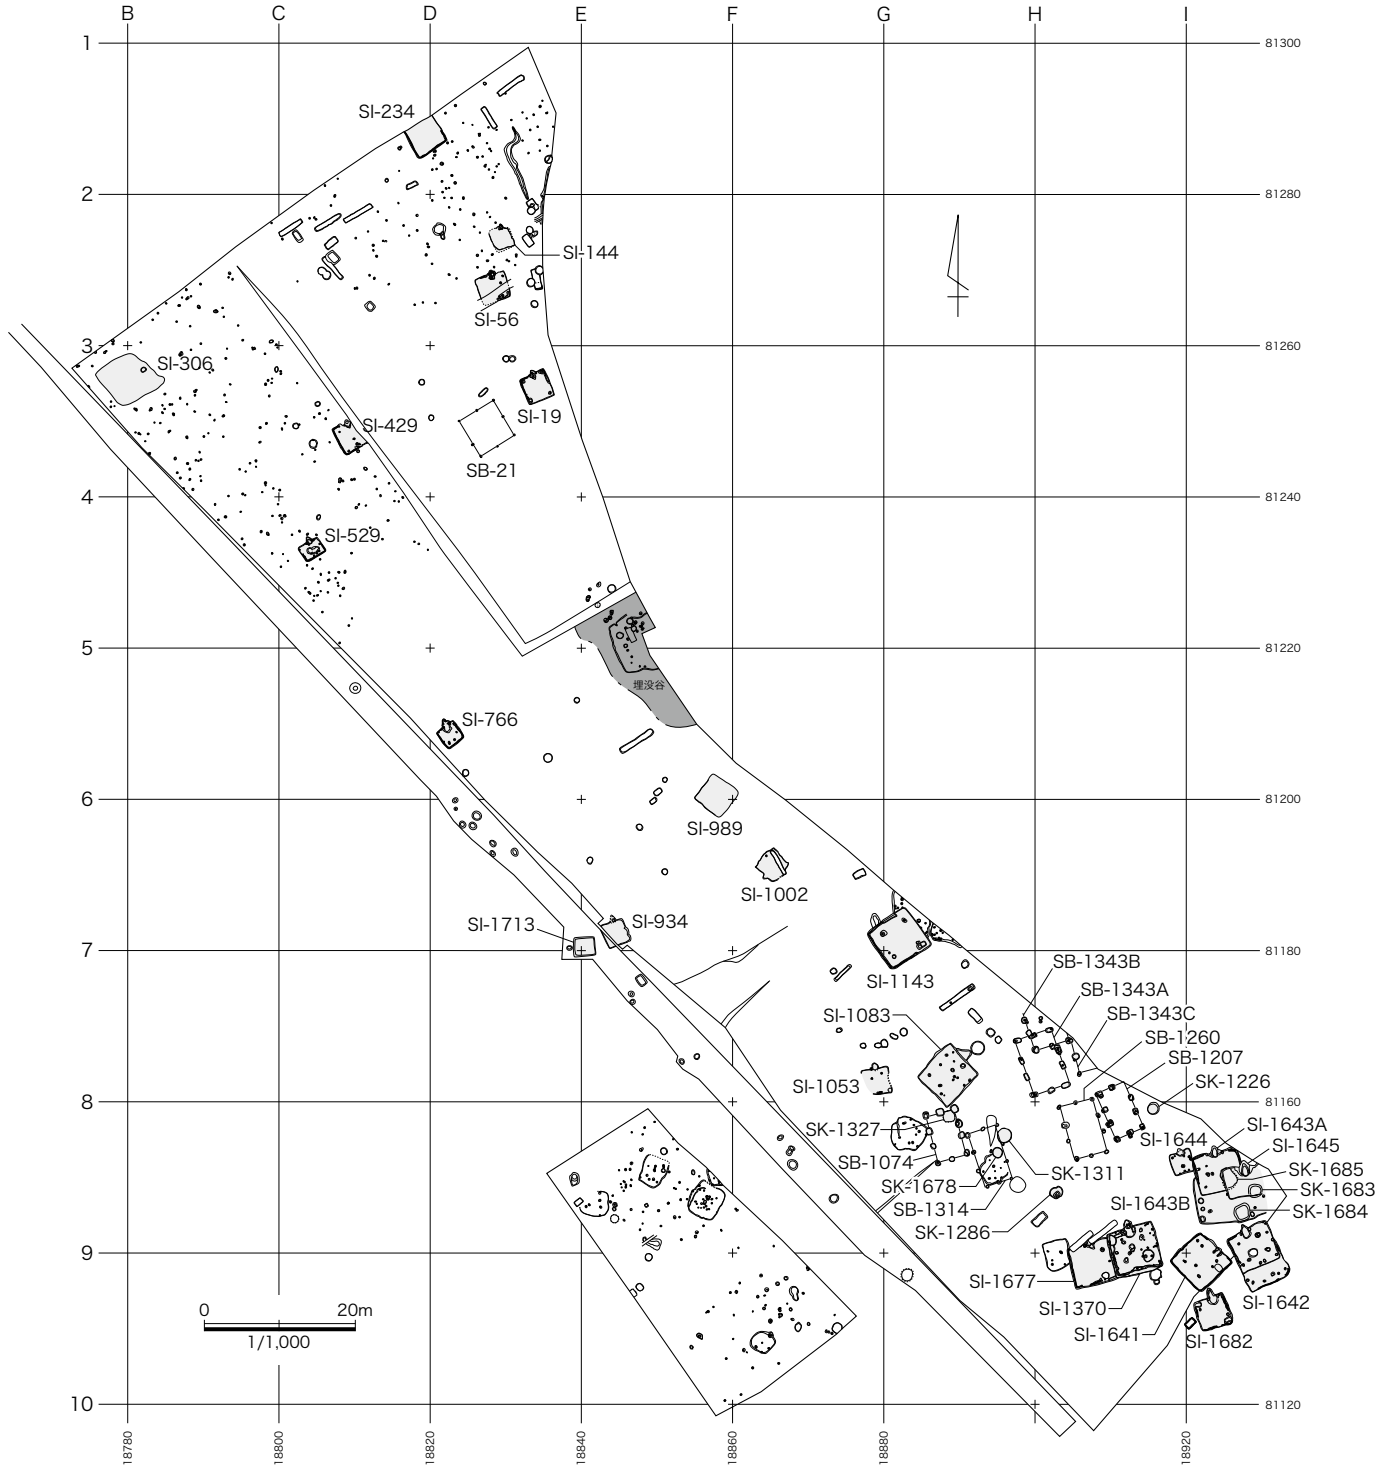 B C D E F G H I
1 81300
SI-234
2 81280
SI-144
SI-56
3 81260
SI-306
SI-19
SI-429
SB-21
4 81240
SI-529
5 81220
埋没谷
SI-766
6 81200
SI-989
SI-1002
SI-1713
SI-934
7 81180
SB-1343B
SI-1143
SB-1343A
SI-1083
SB-1343C
SB-1260
SB-1207
SI-1053
SK-1226
8 81160
SI-1643A
SK-1327
SI-1644
SI-1645
SB-1074
SK-1311
SK-1685
SK-1678
SK-1683
SB-1314
SI-1643B
SK-1684
SK-1286
9
81140
SI-1677
SI-1370
SI-1642
0 20m
1/1,000
SI-1641
SI-1682
10 81120
18780 18800 18820 18840 18860 18880 18920